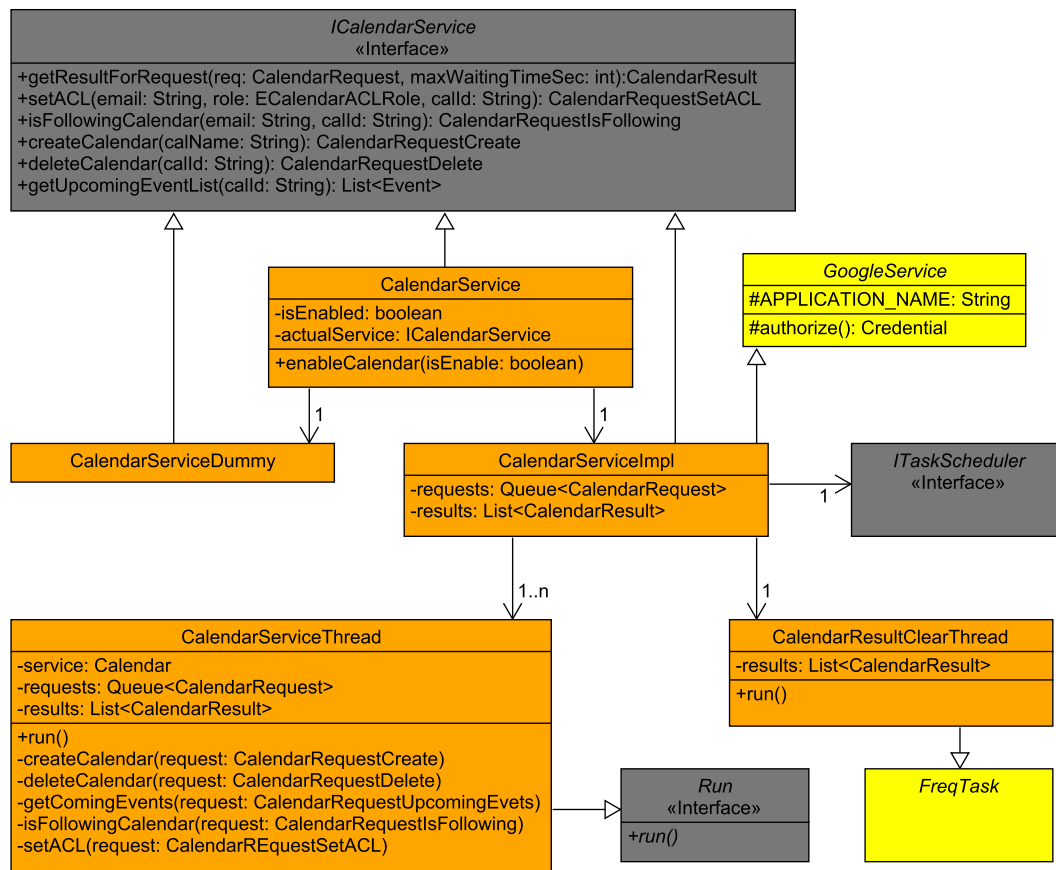 ICalendarService
«Interface»
+getResultForRequest(req: CalendarRequest, maxWaitingTimeSec: int):CalendarResult
+setACL(email: String, role: ECalendarACLRole, calId: String): CalendarRequestSetACL
+isFollowingCalendar(email: String, calId: String): CalendarRequestIsFollowing
+createCalendar(calName: String): CalendarRequestCreate
+deleteCalendar(calId: String): CalendarRequestDelete
+getUpcomingEventList(calId: String): List<Event>
CalendarService
-isEnabled: boolean
-actualService: ICalendarService
+enableCalendar(isEnable: boolean)
GoogleService
#APPLICATION_NAME: String
#authorize(): Credential
1
1
CalendarServiceDummy
CalendarServiceImpl
-requests: Queue<CalendarRequest>
-results: List<CalendarResult>
ITaskScheduler
«Interface»
1
1..n
1
CalendarServiceThread
-service: Calendar
-requests: Queue<CalendarRequest>
-results: List<CalendarResult>
+run()
-createCalendar(request: CalendarRequestCreate)
-deleteCalendar(request: CalendarRequestDelete)
-getComingEvents(request: CalendarRequestUpcomingEvets)
-isFollowingCalendar(request: CalendarRequestIsFollowing)
-setACL(request: CalendarREquestSetACL)
CalendarResultClearThread
-results: List<CalendarResult>
+run()
Run
«Interface»
+run()
FreqTask